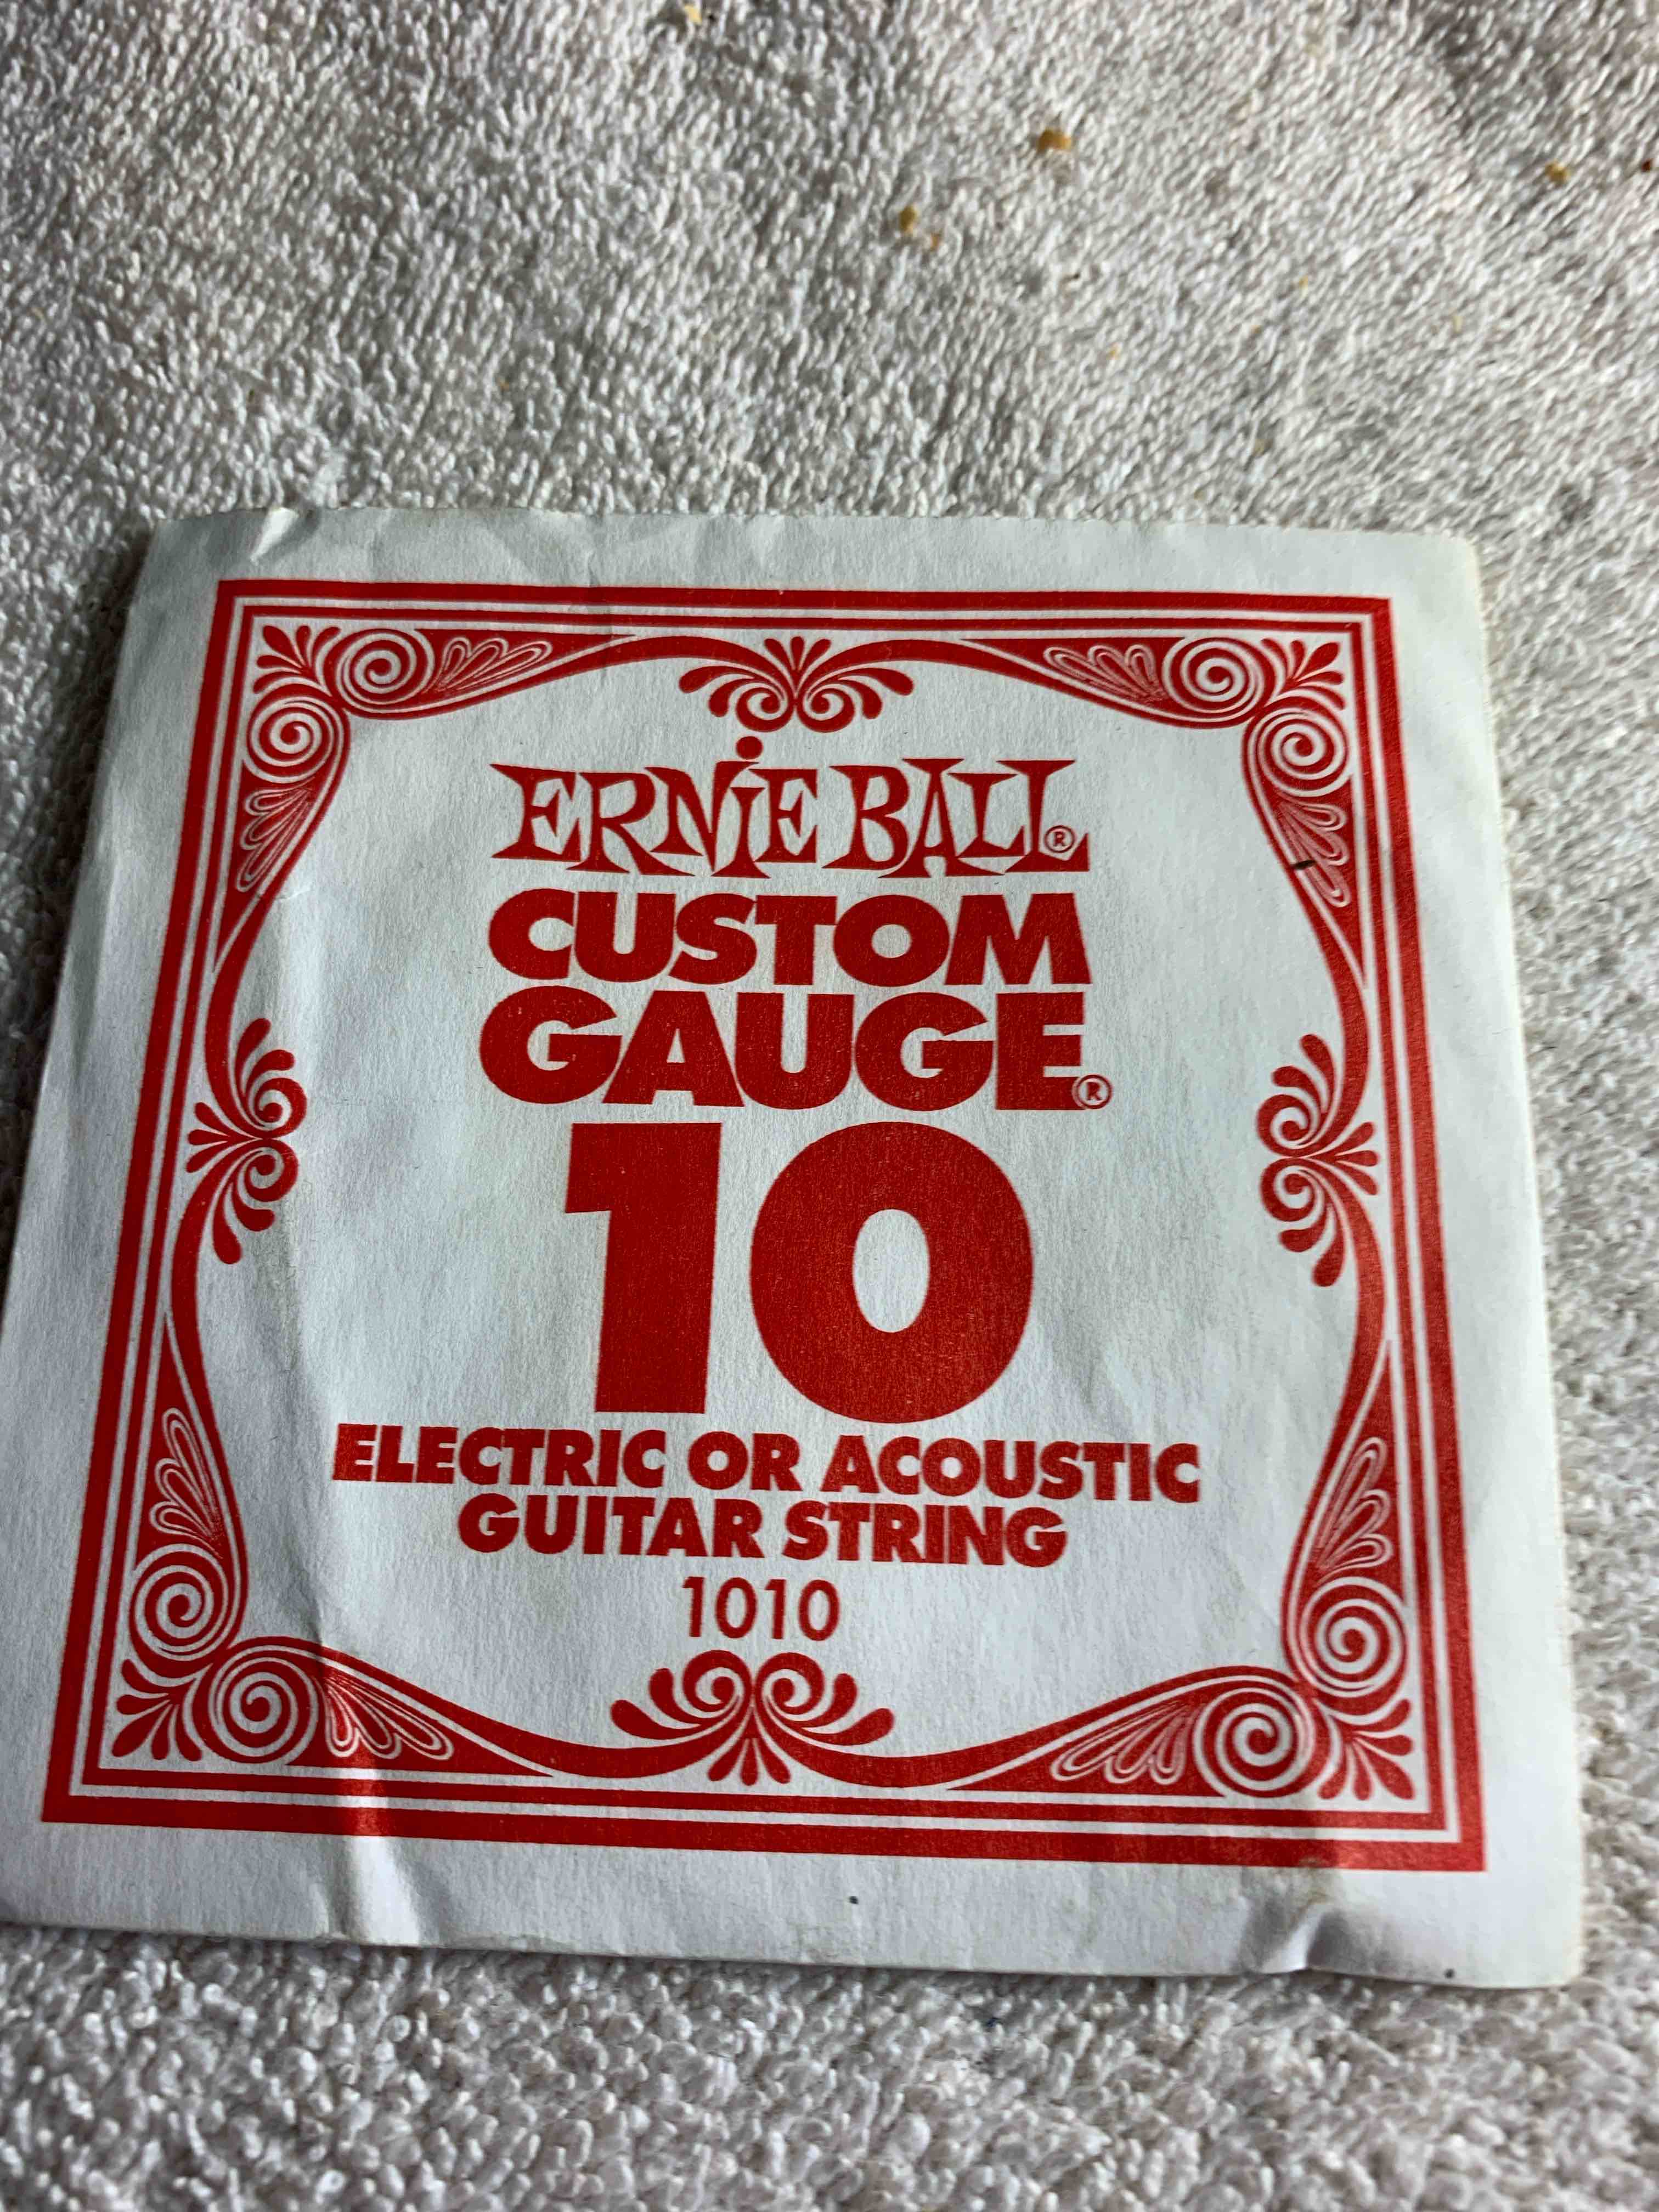 ERNiE BALL®
CUSTOM
GAUGE®
10
ELECTRIC OR ACOUSTIC
GUITAR STRING
1010